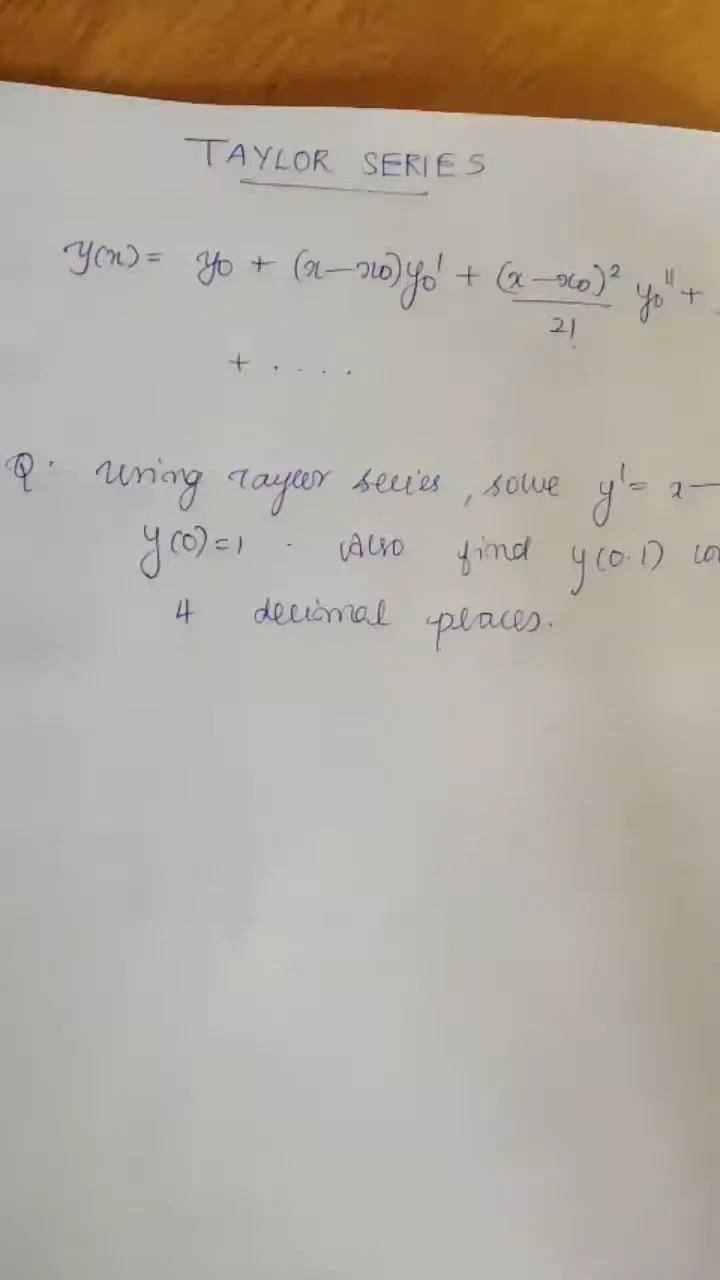 TAYLOR SERIES
y(x) = y0 + (x-x0)y0' + (x-x0)² y0'' +
2!
+ ....
Q. Using Taylor series, solve y' = x -
y(0)=1. Also find y(0.1)
4 decimal places.